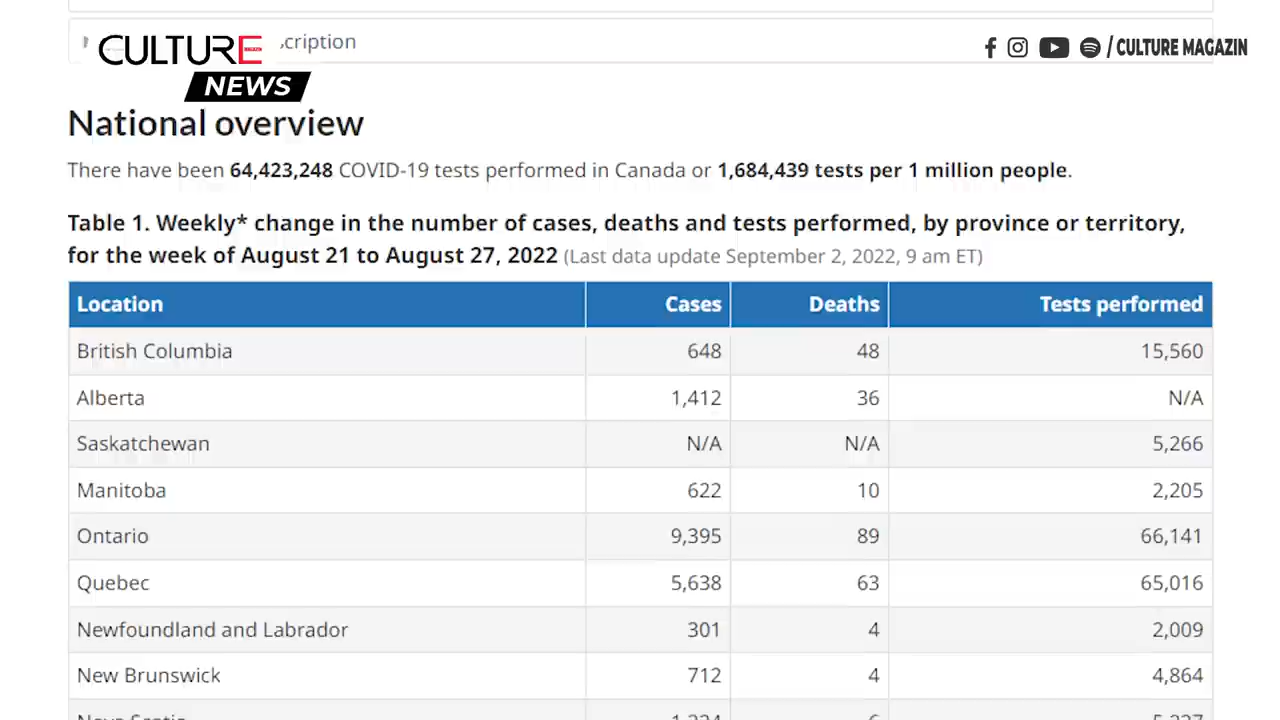 cription
CULTURE
NEWS
/ CULTURE MAGAZIN
National overview
There have been 64,423,248 COVID-19 tests performed in Canada or 1,684,439 tests per 1 million people.
Table 1. Weekly* change in the number of cases, deaths and tests performed, by province or territory,
for the week of August 21 to August 27, 2022 (Last data update September 2, 2022, 9 am ET)
Location Cases Deaths Tests performed
British Columbia 648 48 15,560
Alberta 1,412 36 N/A
Saskatchewan N/A N/A 5,266
Manitoba 622 10 2,205
Ontario 9,395 89 66,141
Quebec 5,638 63 65,016
Newfoundland and Labrador 301 4 2,009
New Brunswick 712 4 4,864